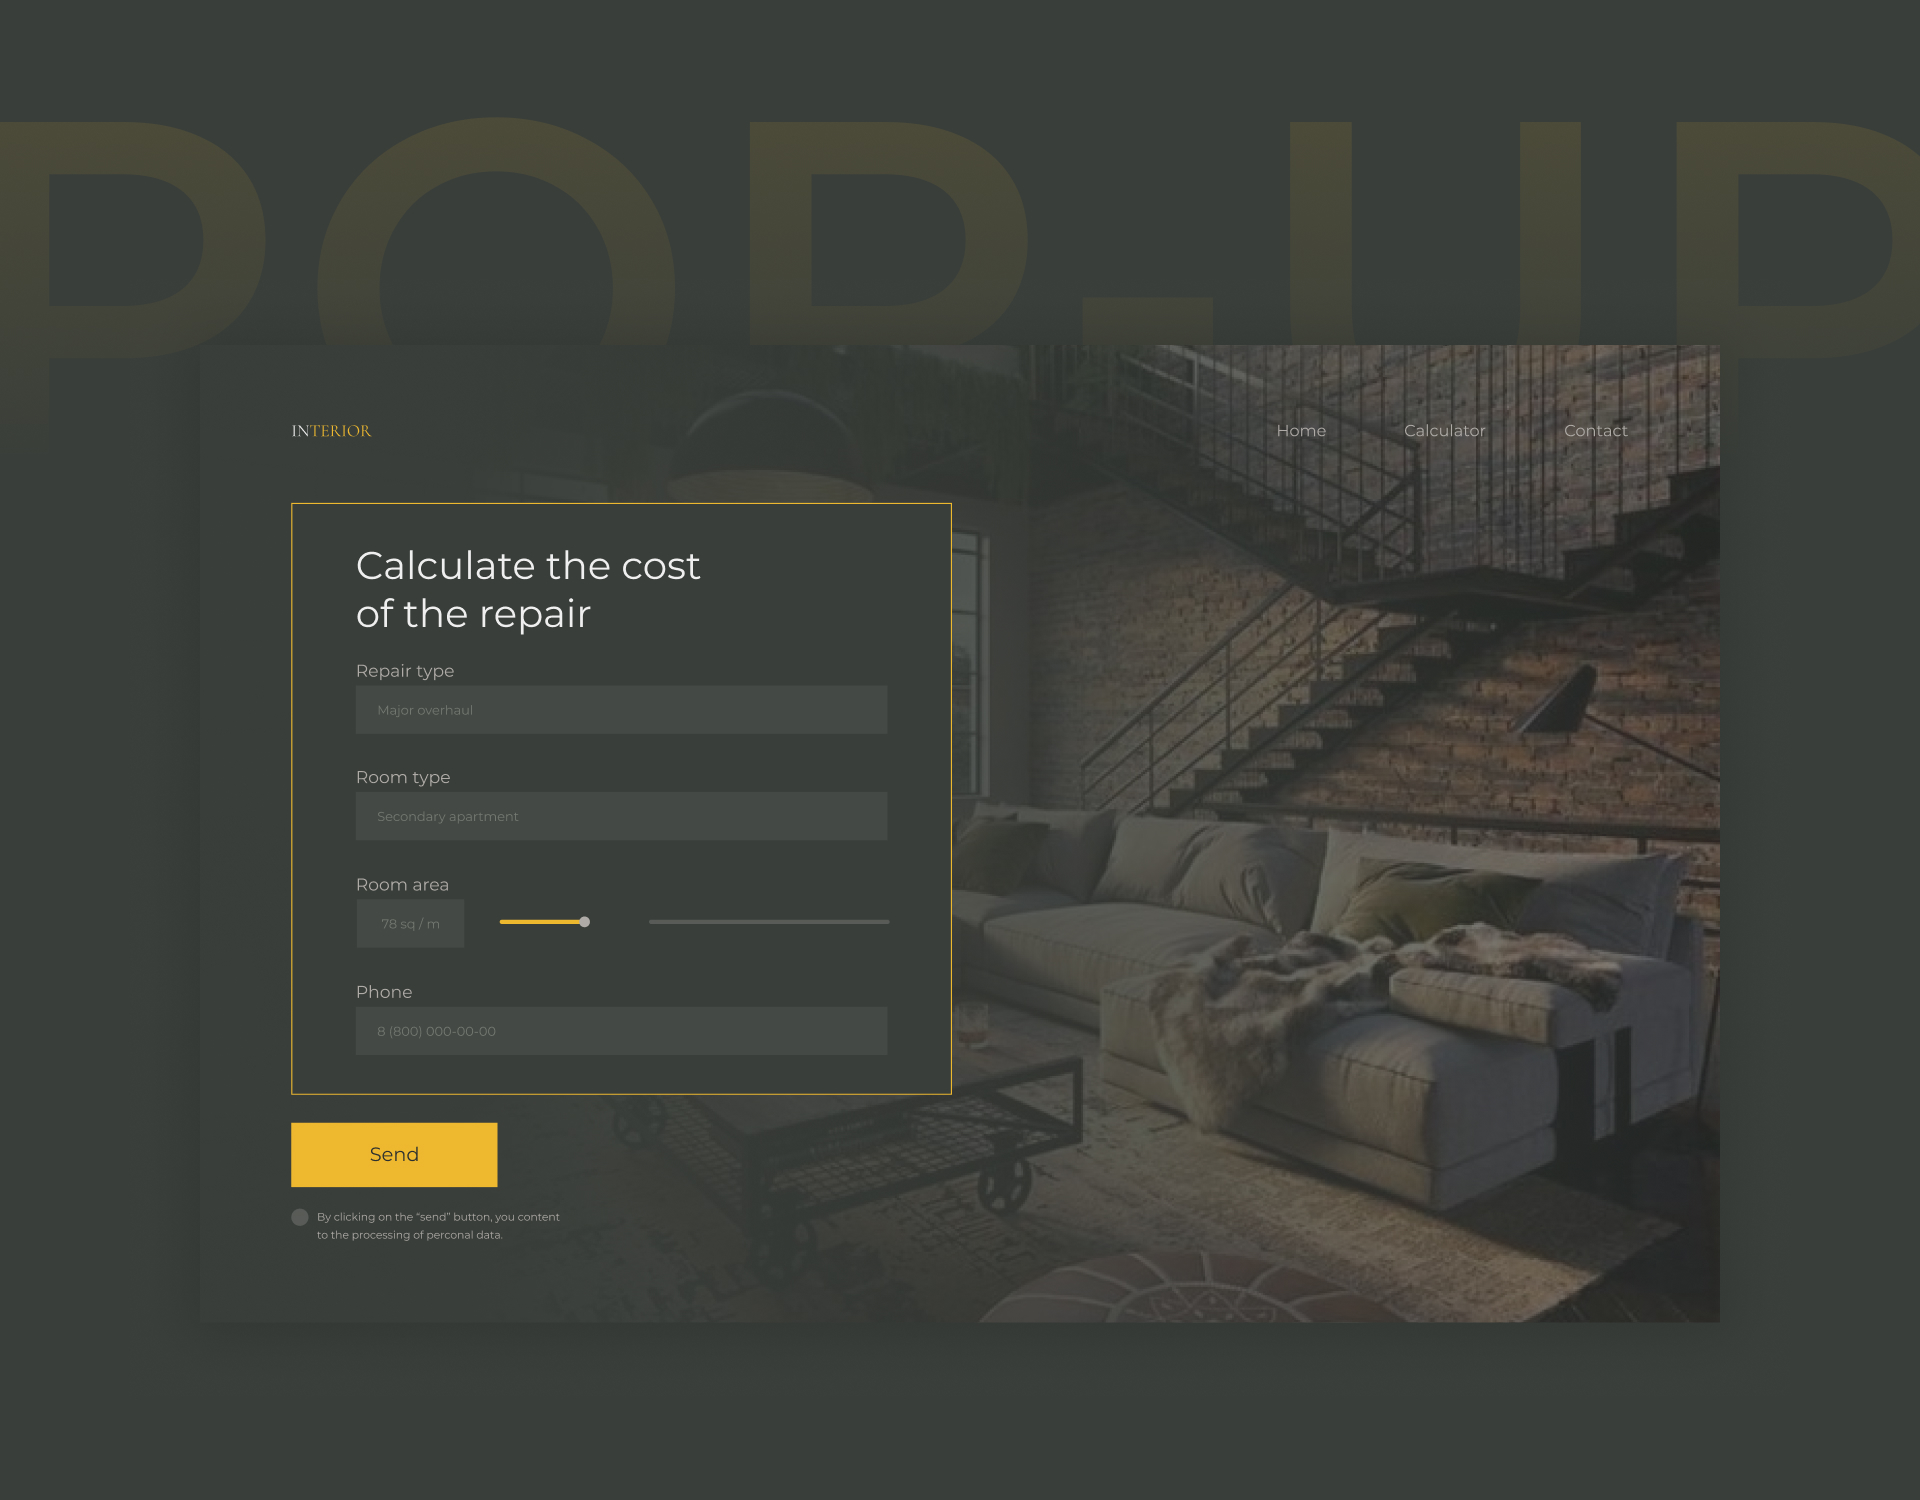 POP-UP
INTERIOR
Home
Calculator
Contact
Calculate the cost
of the repair
Repair type
Major overhaul
Room type
Secondary apartment
Room area
78 sq / m
Phone
8 (800) 000-00-00
Send
By clicking on the “send” button, you content
to the processing of perconal data.